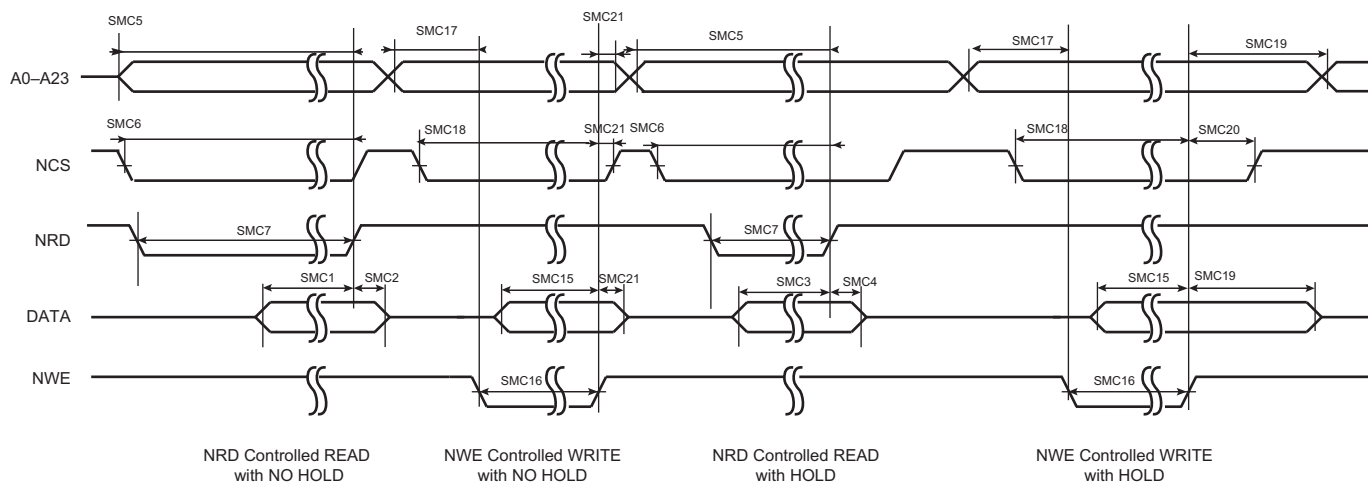 SMC5
SMC17
SMC21
SMC5
SMC17
SMC19
A0–A23
SMC6
SMC18
SMC21
SMC6
SMC18
SMC20
NCS
NRD
SMC7
SMC7
SMC1
SMC2
SMC15
SMC21
SMC3
SMC4
SMC15
SMC19
DATA
NWE
SMC16
SMC16
NRD Controlled READ
with NO HOLD
NWE Controlled WRITE
with NO HOLD
NRD Controlled READ
with HOLD
NWE Controlled WRITE
with HOLD